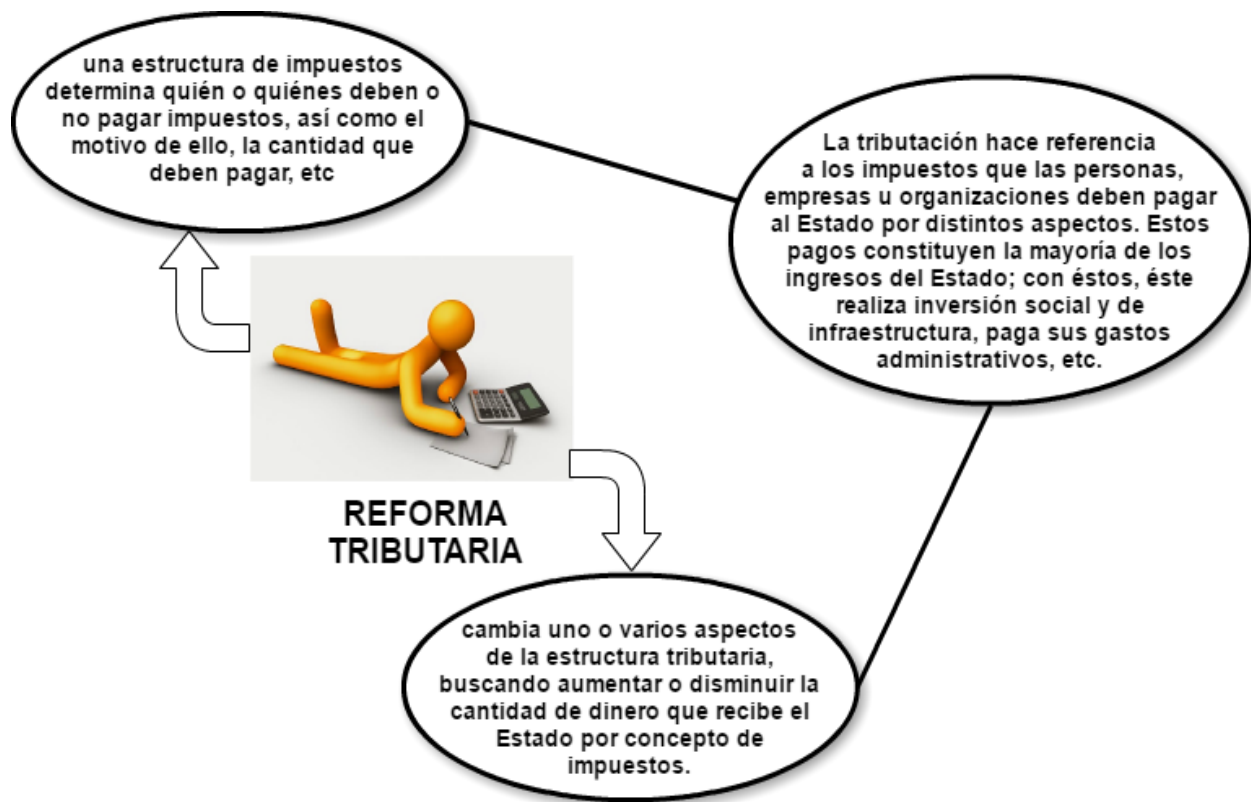 una estructura de impuestos
determina quién o quiénes deben o
no pagar impuestos, así como el
motivo de ello, la cantidad que
deben pagar, etc
La tributación hace referencia
a los impuestos que las personas,
empresas u organizaciones deben pagar
al Estado por distintos aspectos. Estos
pagos constituyen la mayoría de los
ingresos del Estado; con éstos, éste
realiza inversión social y de
infraestructura, paga sus gastos
administrativos, etc.
REFORMA
TRIBUTARIA
cambia uno o varios aspectos
de la estructura tributaria,
buscando aumentar o disminuir la
cantidad de dinero que recibe el
Estado por concepto de
impuestos.